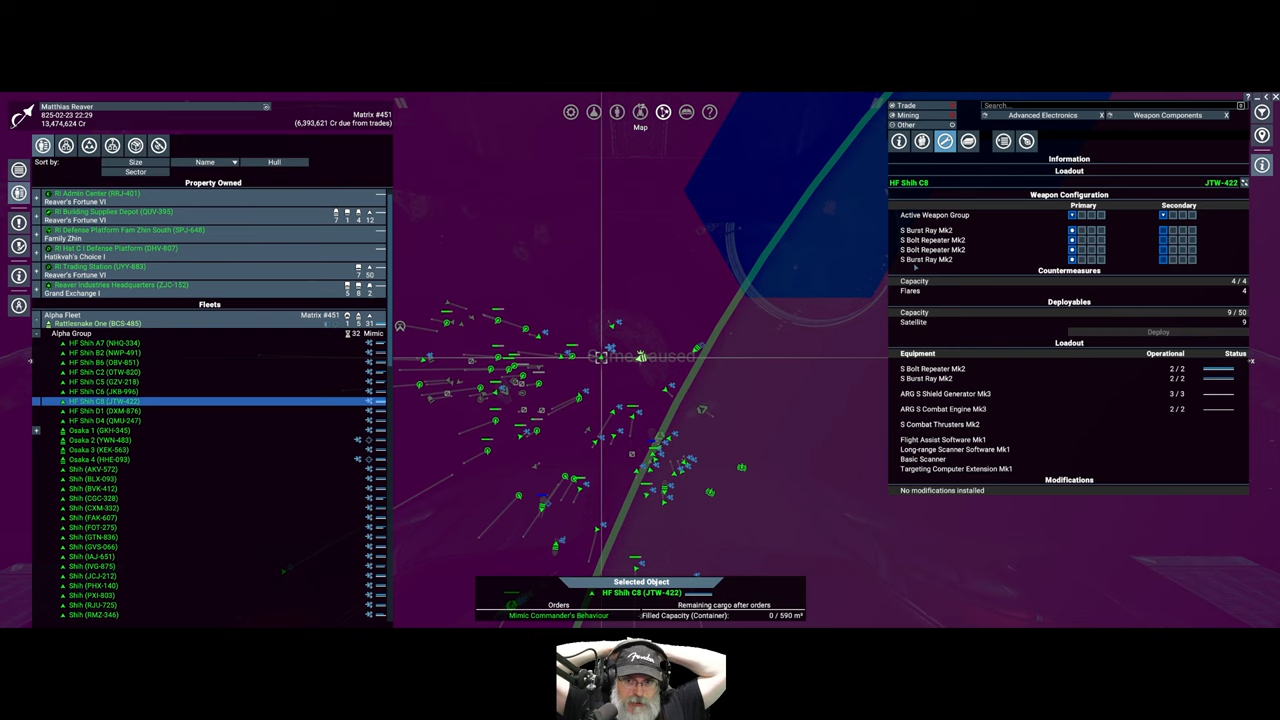 Matthias Reaver
825-02-23 22:29
13,474,624 Cr
Matrix #451
(6,393,621 Cr due from trades)
Map
Sort by:
Size
Name
Hull
Sector
Property Owned
RI Admin Center (RRJ-401)
Reaver's Fortune VI
RI Building Supplies Depot (QUV-395)
Reaver's Fortune VI
7 1 4 12
RI Defense Platform Fam Zhin South (SPJ-648)
Family Zhin
RI Hat C I Defense Platform (DHV-807)
Hatikvah's Choice I
RI Trading Station (UYY-883)
Reaver's Fortune VI
7 50
Reaver Industries Headquarters (ZJC-152)
Grand Exchange I
5 8 2
Fleets
Alpha Fleet
Matrix #451
Rattlesnake One (BCS-485)
1 5 31
Alpha Group
32 Mimic
HF Shih A7 (NHQ-334)
HF Shih B2 (NWP-491)
HF Shih B6 (OBV-851)
HF Shih C2 (OTW-820)
HF Shih C5 (GZV-218)
HF Shih C6 (JKB-996)
HF Shih C8 (JTW-422)
HF Shih D1 (DXM-876)
HF Shih D4 (QMU-247)
Osaka 1 (GKH-345)
Osaka 2 (YWN-483)
Osaka 3 (KEK-563)
Osaka 4 (HHE-093)
Shih (AKV-572)
Shih (BLX-093)
Shih (BVK-412)
Shih (CGC-328)
Shih (CXM-332)
Shih (FAK-607)
Shih (FOT-275)
Shih (GTN-836)
Shih (GVS-066)
Shih (IAJ-651)
Shih (IVG-875)
Shih (JCJ-212)
Shih (PHX-140)
Shih (PXI-803)
Shih (RJU-725)
Shih (RMZ-346)
Game Paused
Selected Object
HF Shih C8 (JTW-422)
Orders
Remaining cargo after orders
Mimic Commander's Behaviour
Filled Capacity (Container):
0 / 590 m³
Trade
Mining
Other
Search...
Advanced Electronics X
Weapon Components X
Information
Loadout
HF Shih C8
JTW-422
Weapon Configuration
Primary
Secondary
Active Weapon Group
S Burst Ray Mk2
S Bolt Repeater Mk2
S Bolt Repeater Mk2
S Burst Ray Mk2
Countermeasures
Capacity 4 / 4
Flares 4
Deployables
Capacity 9 / 50
Satellite 9
Deploy
Loadout
Equipment Operational Status
S Bolt Repeater Mk2 2 / 2
S Burst Ray Mk2 2 / 2
ARG S Shield Generator Mk3 3 / 3
ARG S Combat Engine Mk3 2 / 2
S Combat Thrusters Mk2
Flight Assist Software Mk1
Long-range Scanner Software Mk1
Basic Scanner
Targeting Computer Extension Mk1
Modifications
No modifications installed
Fender